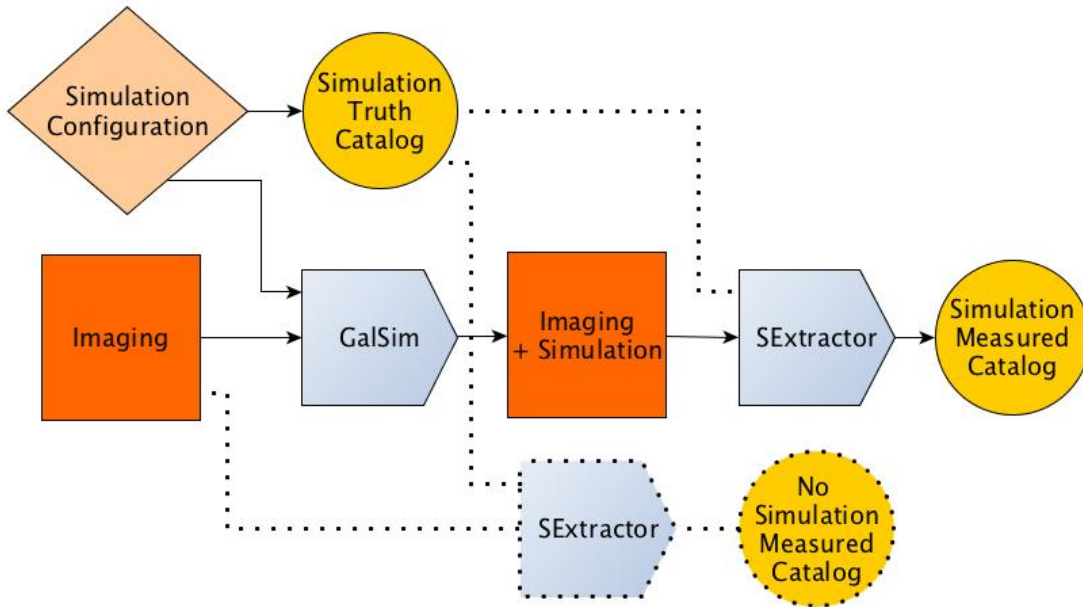 Simulation
Configuration
Simulation
Truth
Catalog
Imaging
GalSim
Imaging
+ Simulation
SExtractor
Simulation
Measured
Catalog
SExtractor
No
Simulation
Measured
Catalog